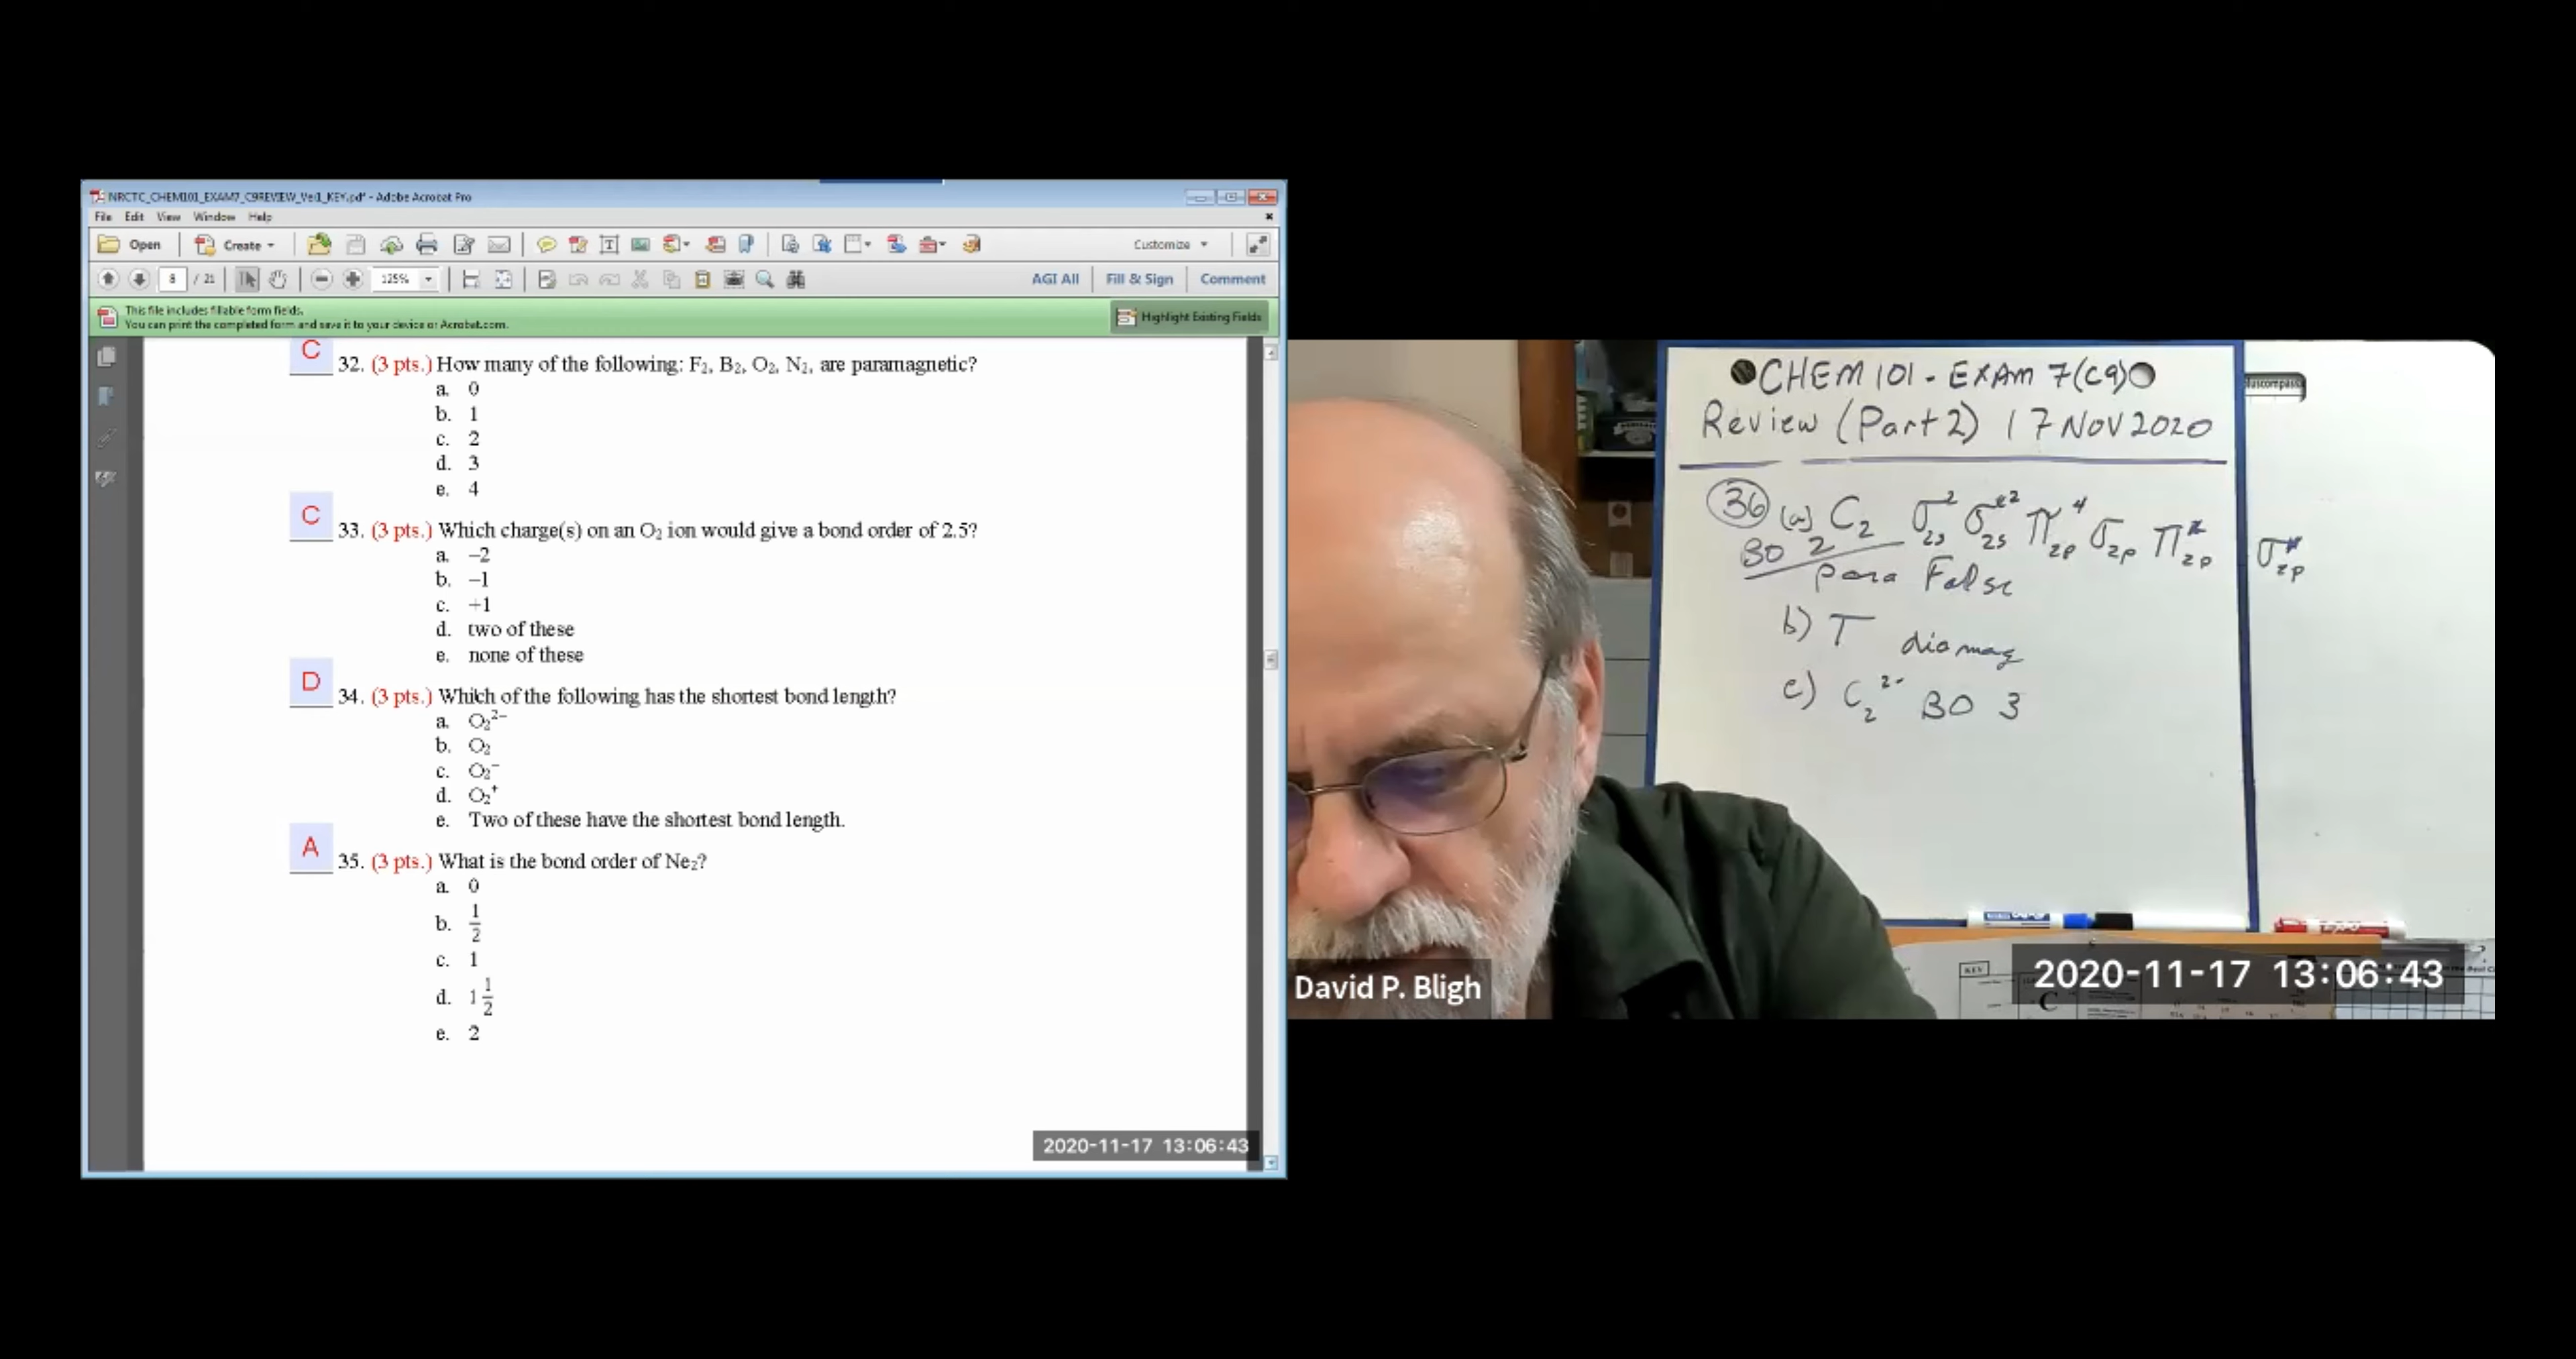 NRCTC_CHEM101_EXAM7_C9REVIEW_Ver1_KEY.pdf* - Adobe Acrobat Pro
File Edit View Window Help
Open Create Customize
8 / 21 125% AGI All Fill & Sign Comment
This file includes fillable form fields.
You can print the completed form and save it to your device or Acrobat.com.
Highlight Existing Fields
C
32. (3 pts.) How many of the following: F₂, B₂, O₂, N₂, are paramagnetic?
a. 0
b. 1
c. 2
d. 3
e. 4
C
33. (3 pts.) Which charge(s) on an O₂ ion would give a bond order of 2.5?
a. –2
b. –1
c. +1
d. two of these
e. none of these
D
34. (3 pts.) Which of the following has the shortest bond length?
a. O₂²⁻
b. O₂
c. O₂⁻
d. O₂⁺
e. Two of these have the shortest bond length.
A
35. (3 pts.) What is the bond order of Ne₂?
a. 0
b. 1/2
c. 1
d. 1 1/2
e. 2
2020-11-17 13:06:43
CHEM 101 - EXAM 7 (C9)
Review (Part 2) 17 NOV 2020
36 (a) C₂ σ₂s² σ₂s*² π₂p⁴ σ₂p π₂p* σ₂p*
BO 2
para False
b) T diamag
c) C₂²⁻ BO 3
David P. Bligh
KEY
C
2020-11-17 13:06:43